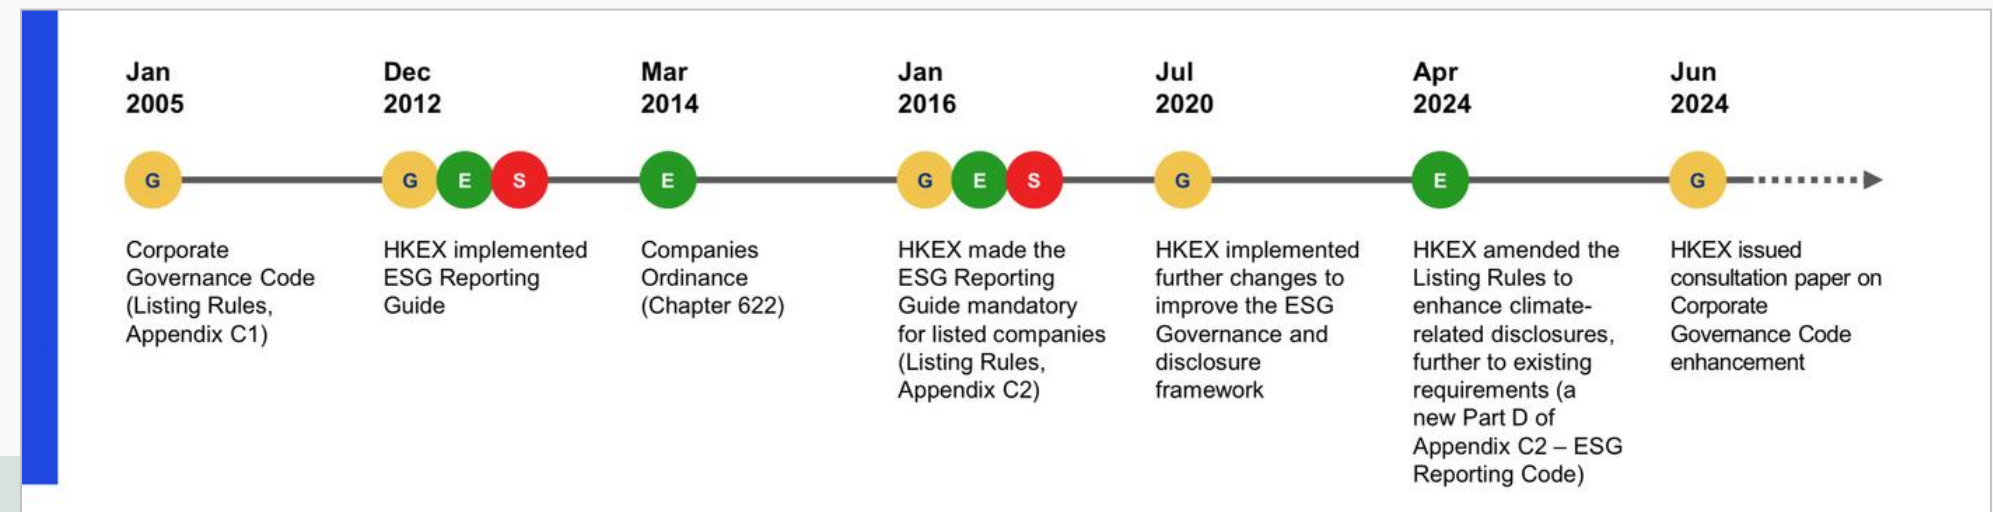 Jan
2005
Dec
2012
Mar
2014
Jan
2016
Jul
2020
Apr
2024
Jun
2024
G
G E S
E
G E S
G
E
G
Corporate
Governance Code
(Listing Rules,
Appendix C1)
HKEX implemented
ESG Reporting
Guide
Companies
Ordinance
(Chapter 622)
HKEX made the
ESG Reporting
Guide mandatory
for listed companies
(Listing Rules,
Appendix C2)
HKEX implemented
further changes to
improve the ESG
Governance and
disclosure
framework
HKEX amended the
Listing Rules to
enhance climate-
related disclosures,
further to existing
requirements (a
new Part D of
Appendix C2 – ESG
Reporting Code)
HKEX issued
consultation paper on
Corporate
Governance Code
enhancement